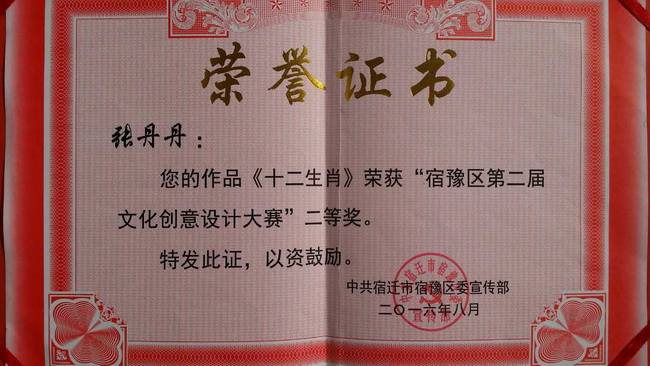 荣誉证书
张丹丹：
您的作品《十二生肖》荣获“宿豫区第二届
文化创意设计大赛”二等奖。
特发此证，以资鼓励。
中共宿迁市宿豫区委宣传部
二〇一六年八月
宣传部